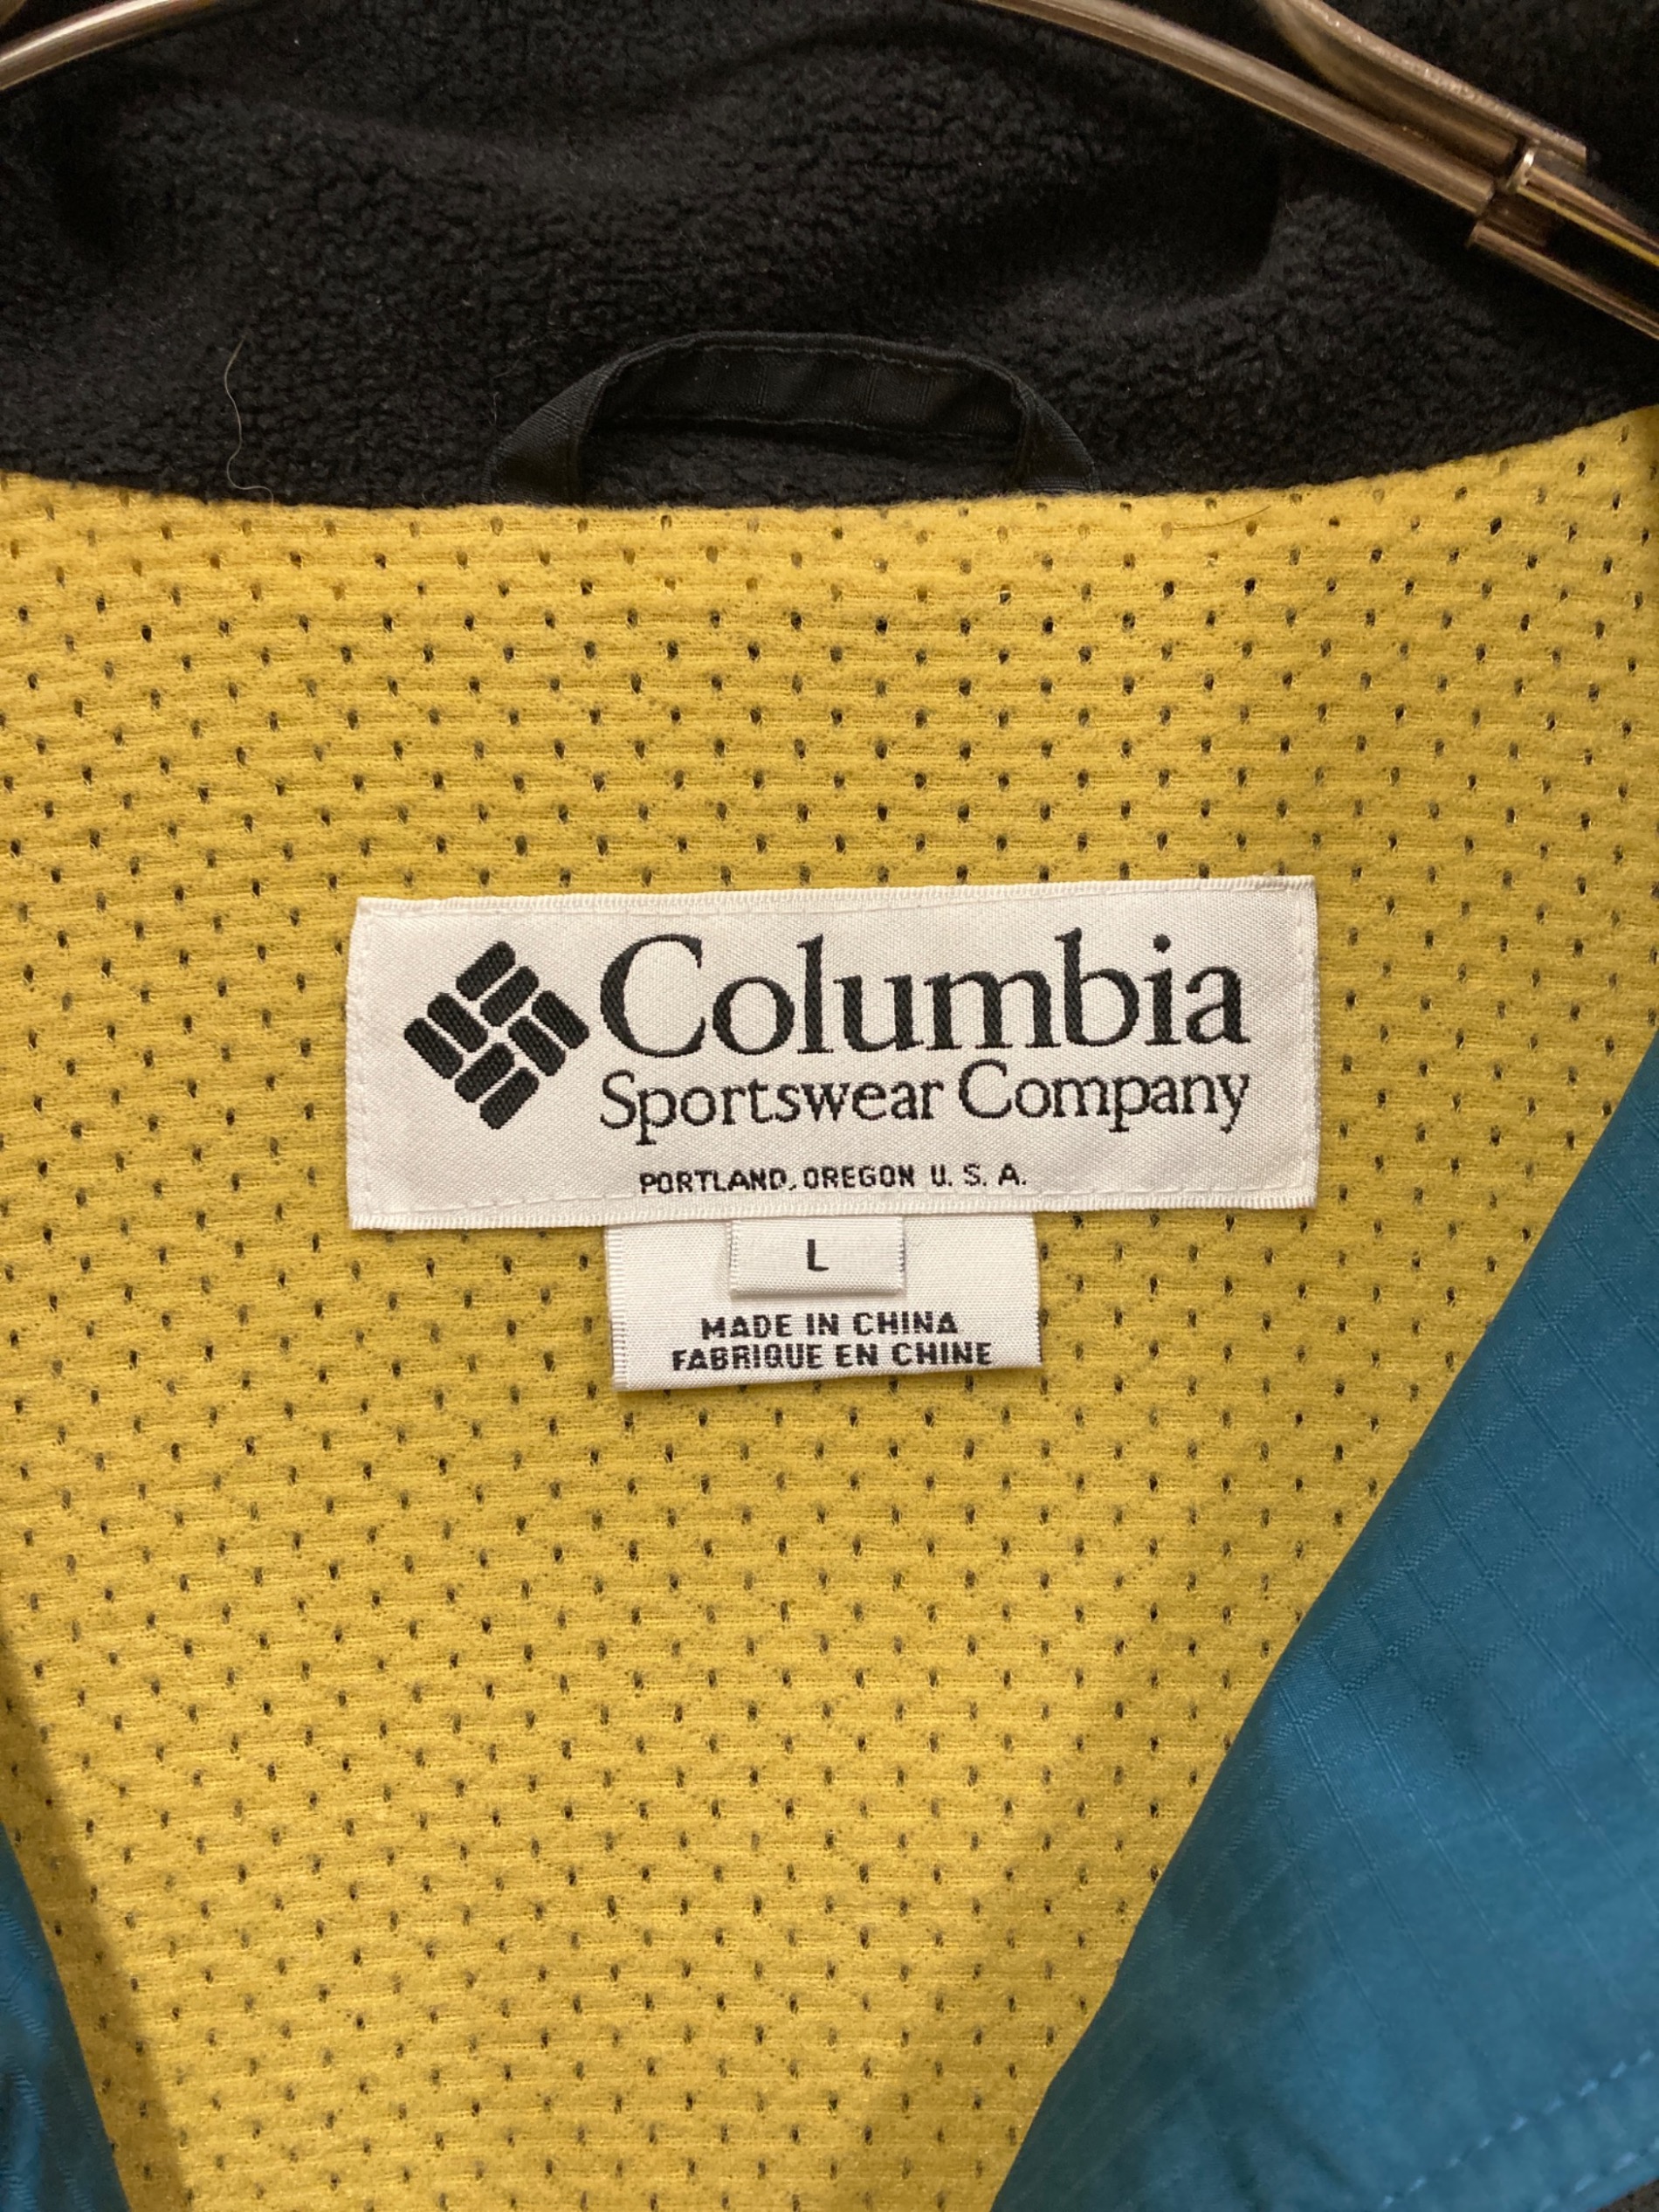 Columbia
Sportswear Company
PORTLAND, OREGON U. S. A.
L
MADE IN CHINA
FABRIQUE EN CHINE